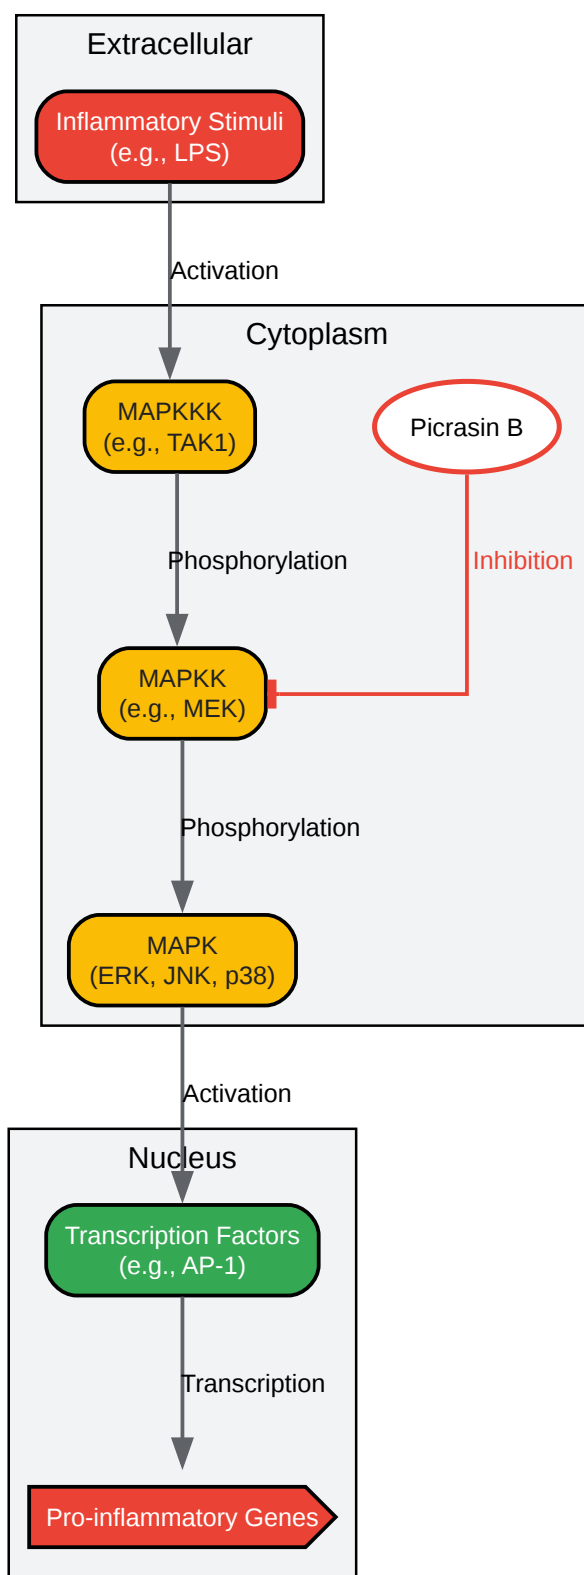 Extracellular
Inflammatory Stimuli
(e.g., LPS)
Activation
Cytoplasm
MAPKKK
(e.g., TAK1)
Picrasin B
Phosphorylation
Inhibition
MAPKK
(e.g., MEK)
Phosphorylation
MAPK
(ERK, JNK, p38)
Activation
Nucleus
Transcription Factors
(e.g., AP-1)
Transcription
Pro-inflammatory Genes